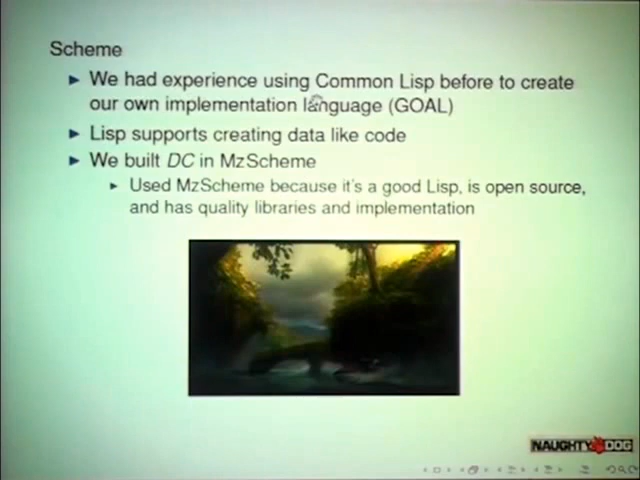 Scheme
We had experience using Common Lisp before to create
our own implementation language (GOAL)
Lisp supports creating data like code
We built DC in MzScheme
Used MzScheme because it's a good Lisp, is open source,
and has quality libraries and implementation
NAUGHTY DOG